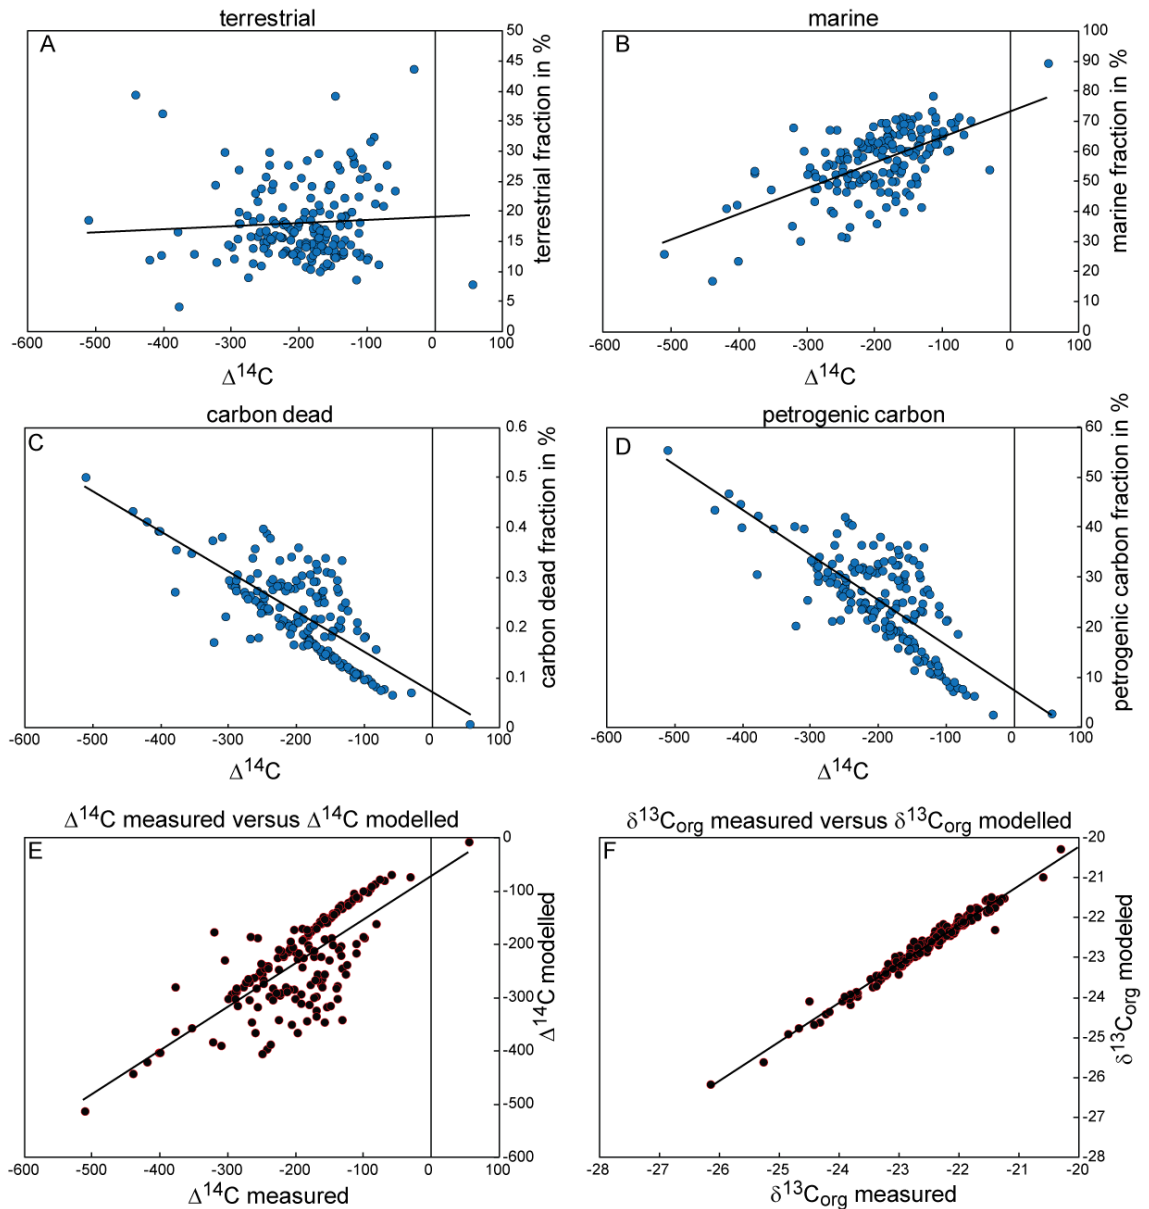 terrestrial
A
50
45
40
35
30
25
20
15
10
5
0
terrestrial fraction in %
-600 -500 -400 -300 -200 -100 0 100
Δ14C
marine
B
100
90
80
70
60
50
40
30
20
10
0
marine fraction in %
-600 -500 -400 -300 -200 -100 0 100
Δ14C
carbon dead
C
0.6
0.5
0.4
0.3
0.2
0.1
0
carbon dead fraction in %
-600 -500 -400 -300 -200 -100 0 100
Δ14C
petrogenic carbon
D
60
50
40
30
20
10
0
petrogenic carbon fraction in %
-600 -500 -400 -300 -200 -100 0 100
Δ14C
Δ14C measured versus Δ14C modelled
E
0
-100
-200
-300
-400
-500
-600
Δ14C modelled
-600 -500 -400 -300 -200 -100 0 100
Δ14C measured
δ13Corg measured versus δ13Corg modelled
F
-20
-21
-22
-23
-24
-25
-26
-27
-28
δ13Corg modeled
-28 -27 -26 -25 -24 -23 -22 -21 -20
δ13Corg measured